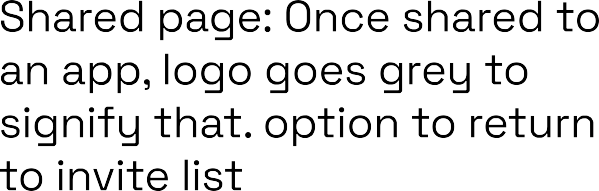 Shared page: Once shared to
an app, logo goes grey to
signify that. option to return
to invite list